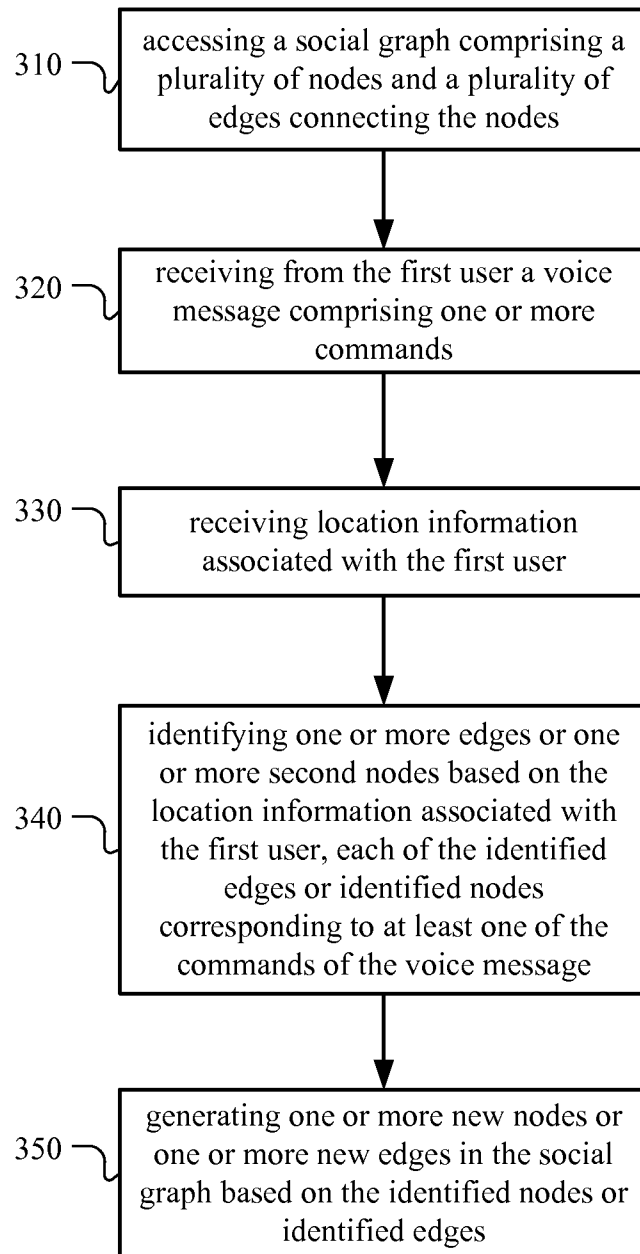 310
accessing a social graph comprising a
plurality of nodes and a plurality of
edges connecting the nodes
320
receiving from the first user a voice
message comprising one or more
commands
330
receiving location information
associated with the first user
340
identifying one or more edges or one
or more second nodes based on the
location information associated with
the first user, each of the identified
edges or identified nodes
corresponding to at least one of the
commands of the voice message
350
generating one or more new nodes or
one or more new edges in the social
graph based on the identified nodes or
identified edges